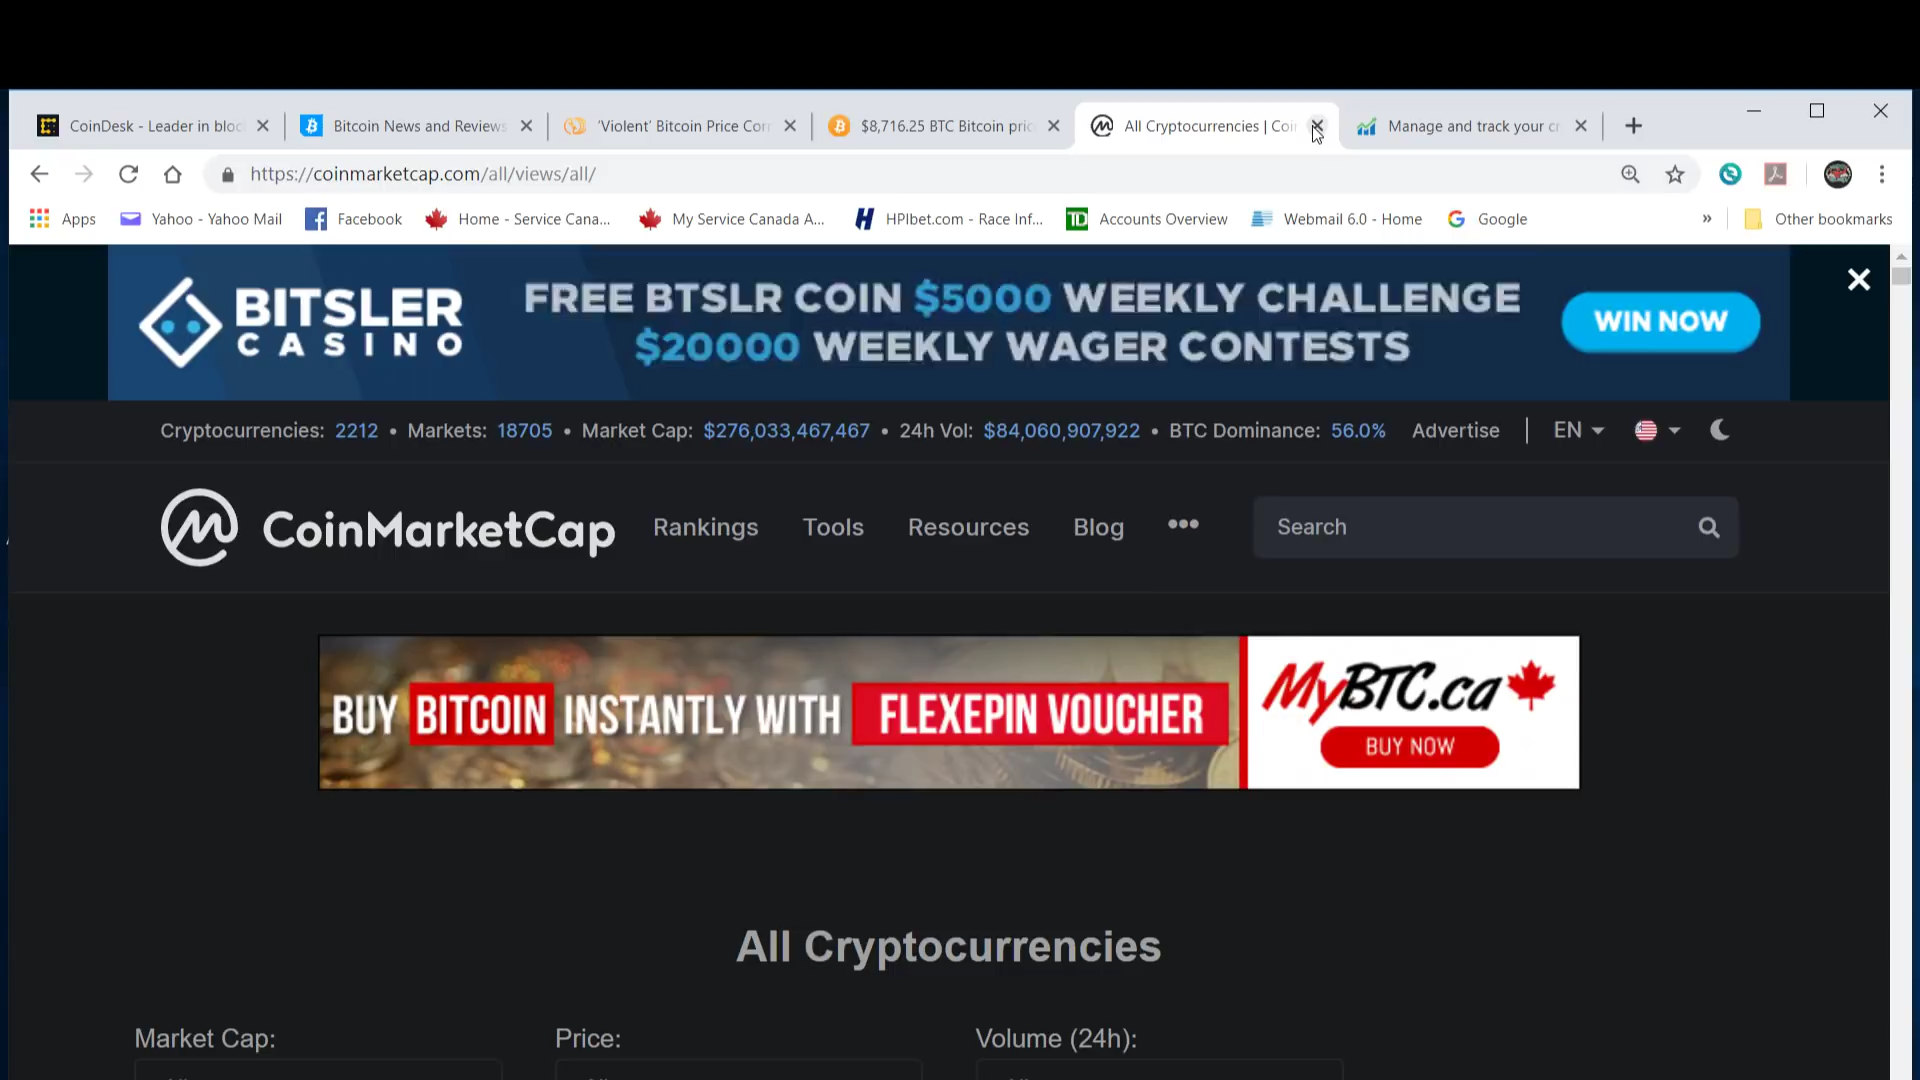 CoinDesk - Leader in bloc
Bitcoin News and Reviews
'Violent' Bitcoin Price Corr
$8,716.25 BTC Bitcoin pric
All Cryptocurrencies | Coin
Manage and track your cr
https://coinmarketcap.com/all/views/all/
Apps
Yahoo - Yahoo Mail
Facebook
Home - Service Cana...
My Service Canada A...
HPIbet.com - Race Inf...
TD
Accounts Overview
Webmail 6.0 - Home
Google
»
Other bookmarks
BITSLER
CASINO
FREE BTSLR COIN $5000 WEEKLY CHALLENGE
$20000 WEEKLY WAGER CONTESTS
WIN NOW
Cryptocurrencies: 2212 • Markets: 18705 • Market Cap: $276,033,467,467 • 24h Vol: $84,060,907,922 • BTC Dominance: 56.0% Advertise | EN
CoinMarketCap
Rankings
Tools
Resources
Blog
•••
Search
BUY BITCOIN INSTANTLY WITH FLEXEPIN VOUCHER
MyBTC.ca
BUY NOW
All Cryptocurrencies
Market Cap:
Price:
Volume (24h):